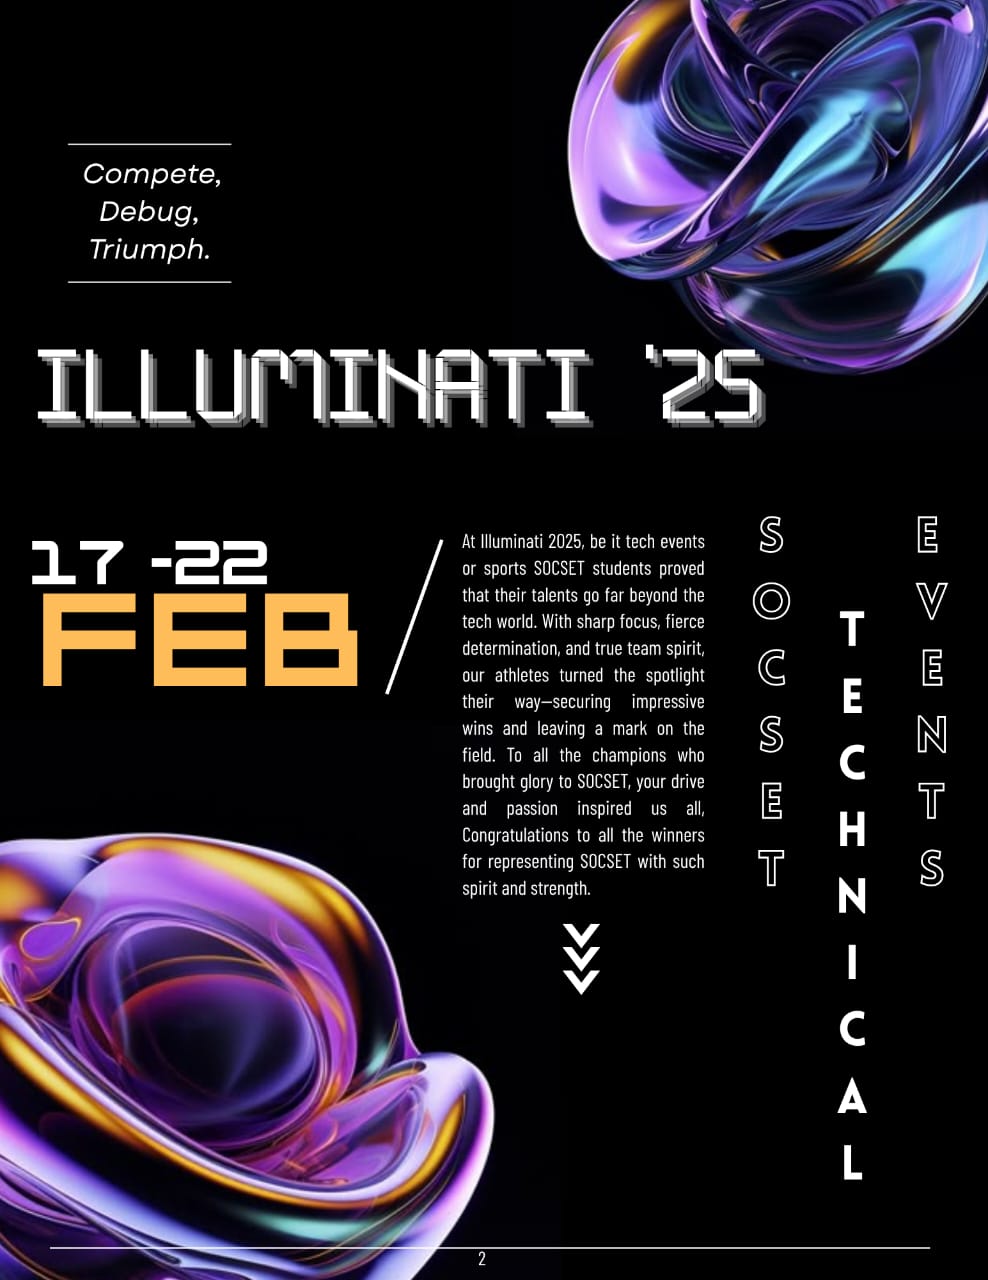 Compete,
Debug,
Triumph.
ILLUMINATI '25
17 -22
FEB
At Illuminati 2025, be it tech events
or sports SOCSET students proved
that their talents go far beyond the
tech world. With sharp focus, fierce
determination, and true team spirit,
our athletes turned the spotlight
their way—securing impressive
wins and leaving a mark on the
field. To all the champions who
brought glory to SOCSET, your drive
and passion inspired us all,
Congratulations to all the winners
for representing SOCSET with such
spirit and strength.
SOCSET
TECHNICAL
EVENTS
2